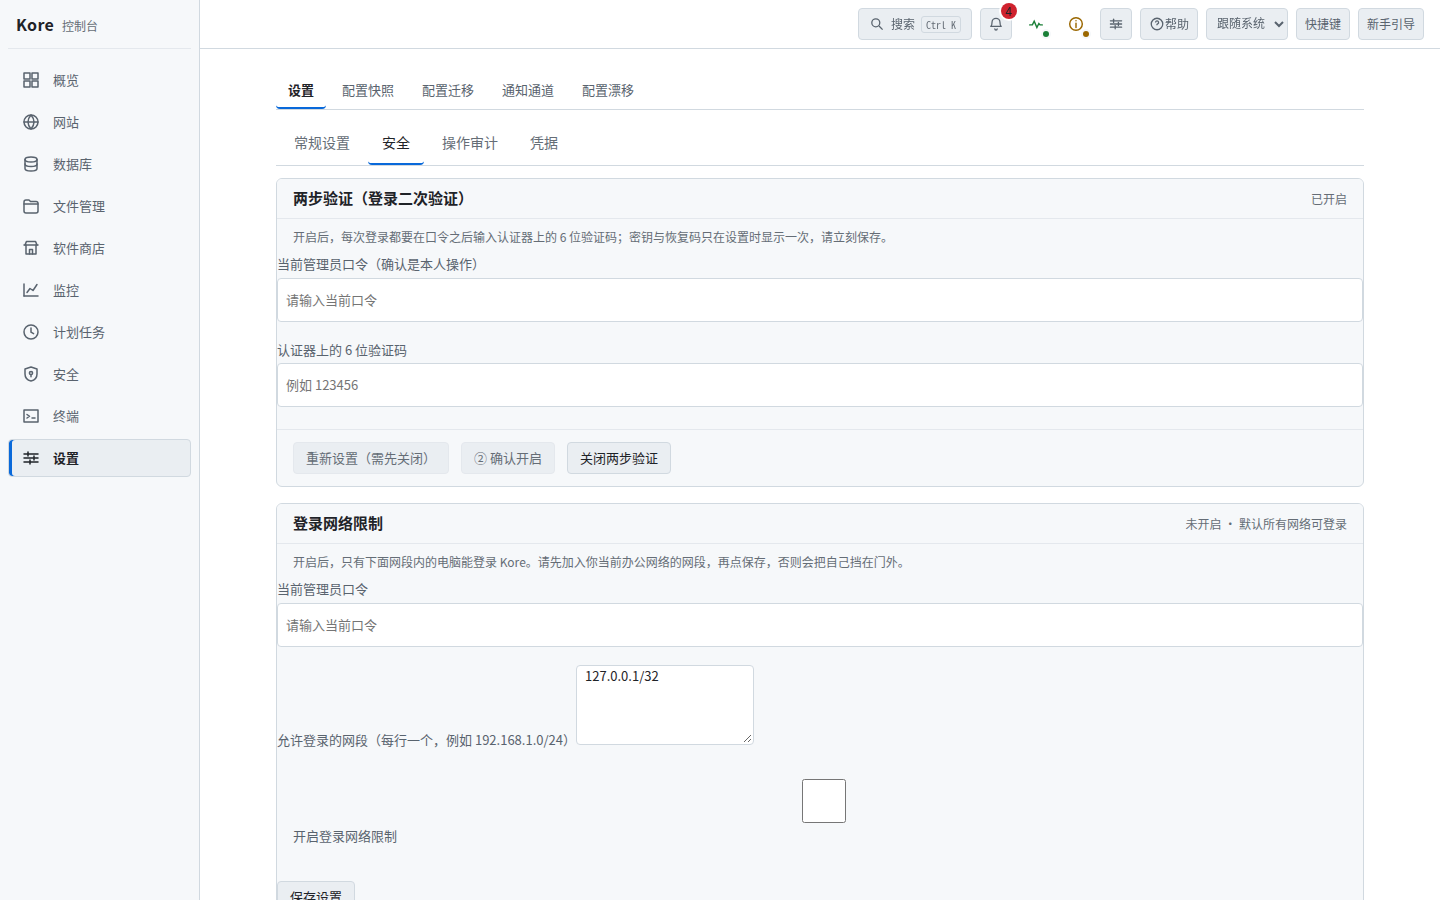 Kore 控制台
搜索 Ctrl K
4
帮助
跟随系统
快捷键
新手引导
概览
网站
数据库
文件管理
软件商店
监控
计划任务
安全
终端
设置
设置 配置快照 配置迁移 通知通道 配置漂移
常规设置 安全 操作审计 凭据
两步验证（登录二次验证） 已开启
开启后，每次登录都要在口令之后输入认证器上的 6 位验证码；密钥与恢复码只在设置时显示一次，请立刻保存。
当前管理员口令（确认是本人操作）
请输入当前口令
认证器上的 6 位验证码
例如 123456
重新设置（需先关闭） ② 确认开启 关闭两步验证
登录网络限制 未开启 · 默认所有网络可登录
开启后，只有下面网段内的电脑能登录 Kore。请先加入你当前办公网络的网段，再点保存，否则会把自己挡在门外。
当前管理员口令
请输入当前口令
127.0.0.1/32
允许登录的网段（每行一个，例如 192.168.1.0/24）
开启登录网络限制
保存设置